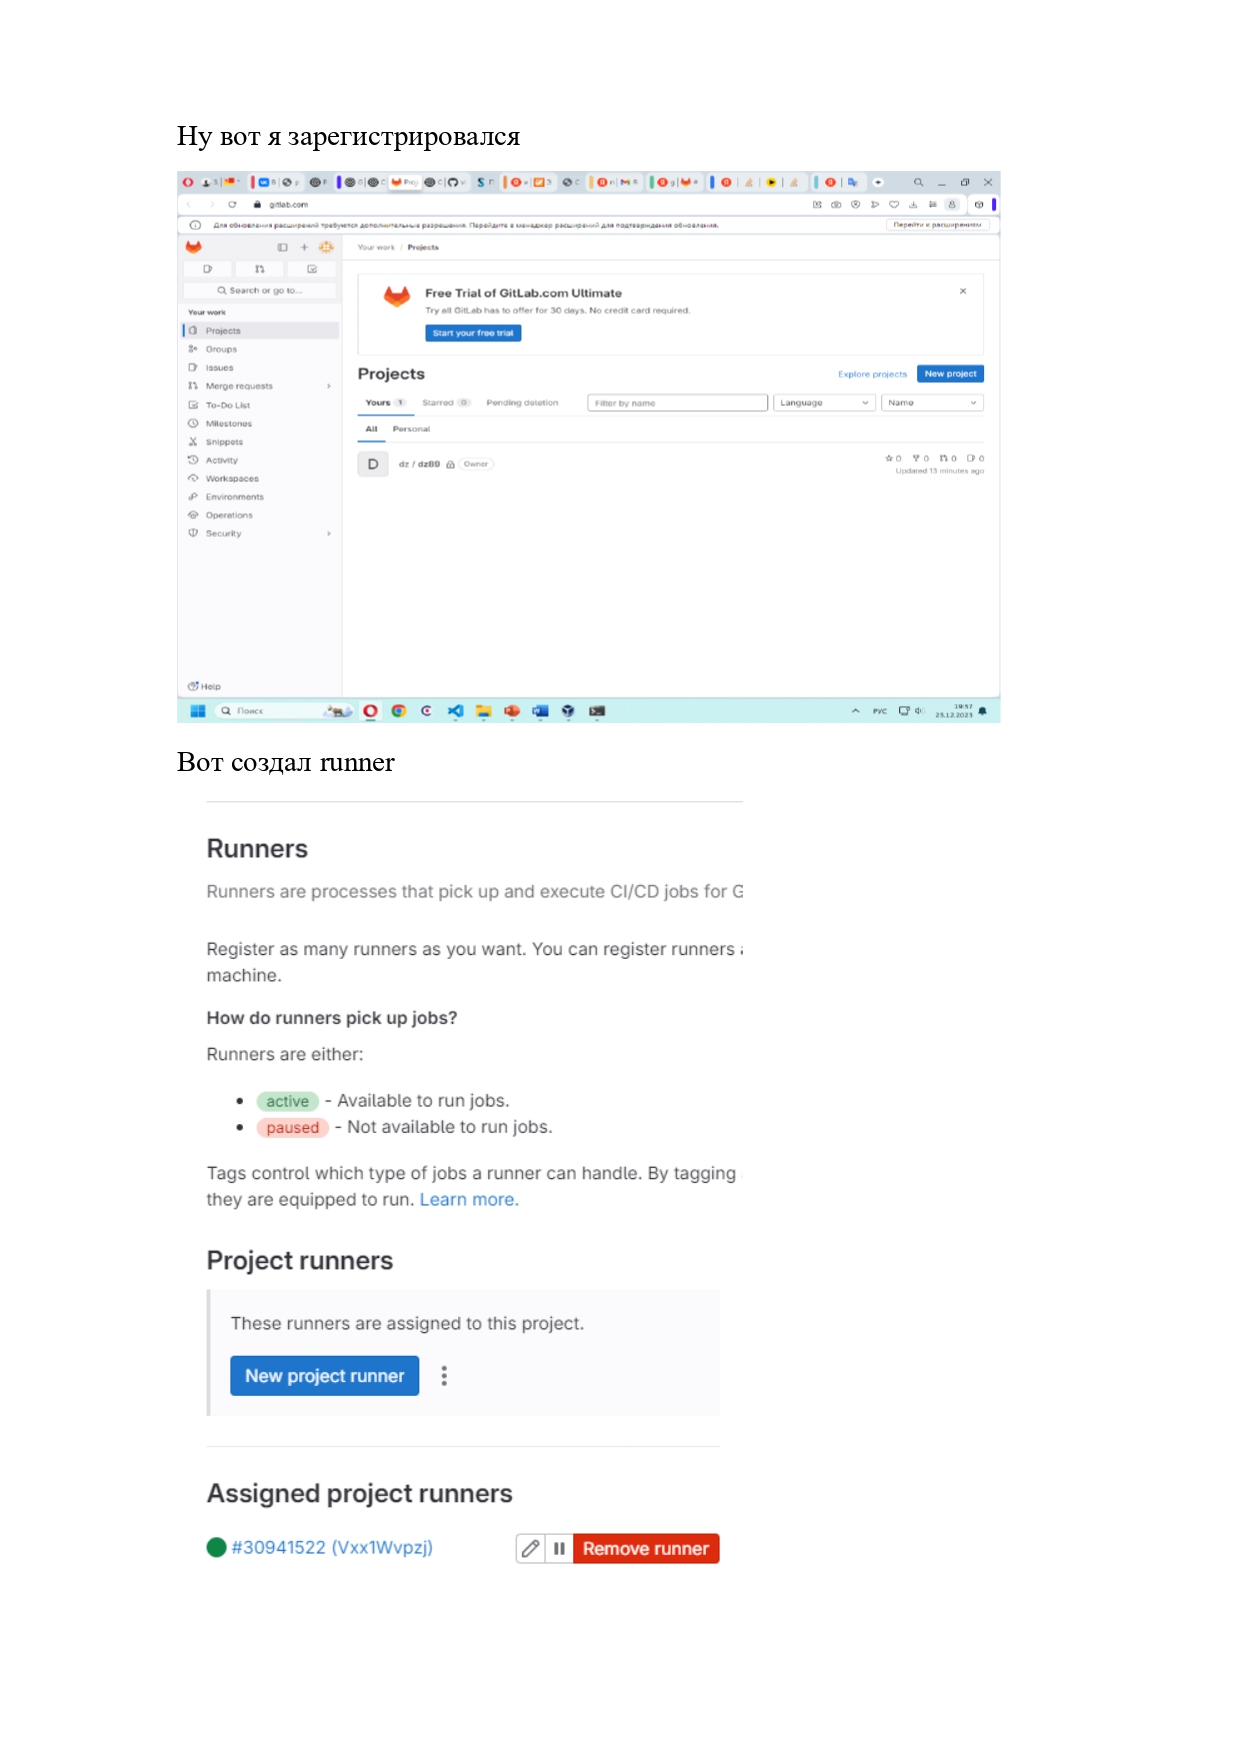 Ну вот я зарегистрировался
gitlab.com
Для обновления расширений требуются дополнительные разрешения. Перейдите в менеджер расширений для подтверждения обновления.
Перейти к расширениям
Your work / Projects
Search or go to...
Your work
Projects
Groups
Issues
Merge requests
To-Do List
Milestones
Snippets
Activity
Workspaces
Environments
Operations
Security
Help
Free Trial of GitLab.com Ultimate
Try all GitLab has to offer for 30 days. No credit card required.
Start your free trial
Projects
Explore projects
New project
Yours 1 Starred 0 Pending deletion
Filter by name
Language
Name
All Personal
D dz / dz89 Owner
0 0 0 0
Updated 13 minutes ago
Поиск
РУС
19:57
23.12.2023
Вот создал runner
Runners
Runners are processes that pick up and execute CI/CD jobs for G
Register as many runners as you want. You can register runners
machine.
How do runners pick up jobs?
Runners are either:
active - Available to run jobs.
paused - Not available to run jobs.
Tags control which type of jobs a runner can handle. By tagging
they are equipped to run. Learn more.
Project runners
These runners are assigned to this project.
New project runner
Assigned project runners
#30941522 (Vxx1Wvpzj)
Remove runner